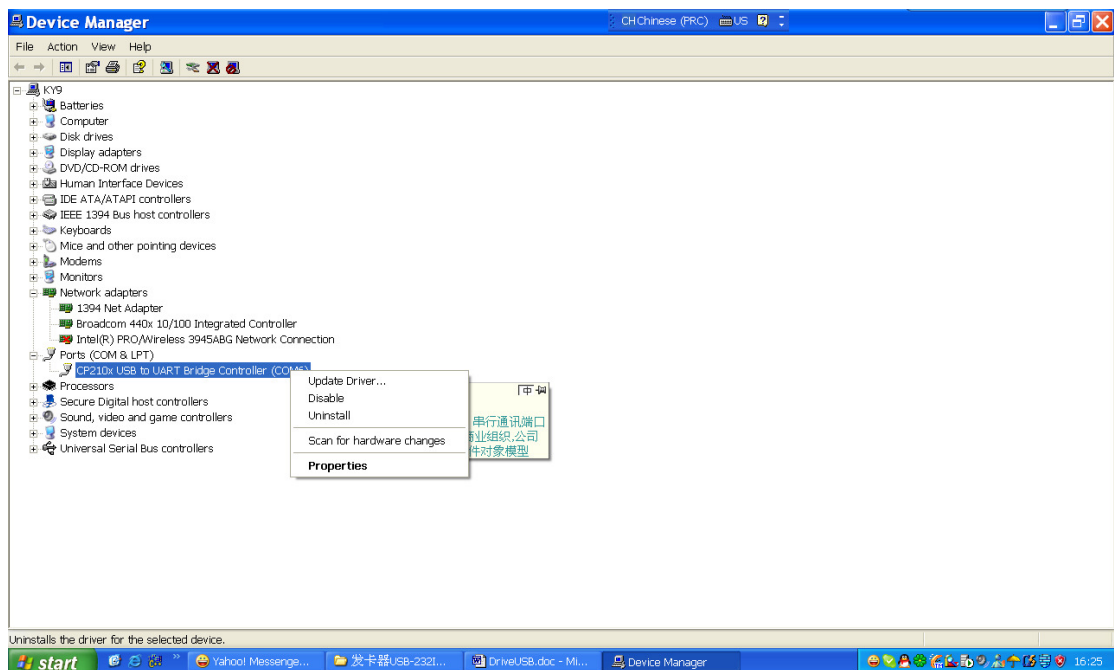 Device Manager
CH Chinese (PRC) US
File Action View Help
KY9
Batteries
Computer
Disk drives
Display adapters
DVD/CD-ROM drives
Human Interface Devices
IDE ATA/ATAPI controllers
IEEE 1394 Bus host controllers
Keyboards
Mice and other pointing devices
Modems
Monitors
Network adapters
1394 Net Adapter
Broadcom 440x 10/100 Integrated Controller
Intel(R) PRO/Wireless 3945ABG Network Connection
Ports (COM & LPT)
CP210x USB to UART Bridge Controller (COM6)
Processors
Secure Digital host controllers
Sound, video and game controllers
System devices
Universal Serial Bus controllers
Update Driver...
Disable
Uninstall
Scan for hardware changes
Properties
中
串行通讯端口
商业组织,公司
件对象模型
Uninstalls the driver for the selected device.
start
Yahoo! Messenge...
发卡器USB-232I...
DriveUSB.doc - Mi...
Device Manager
16:25